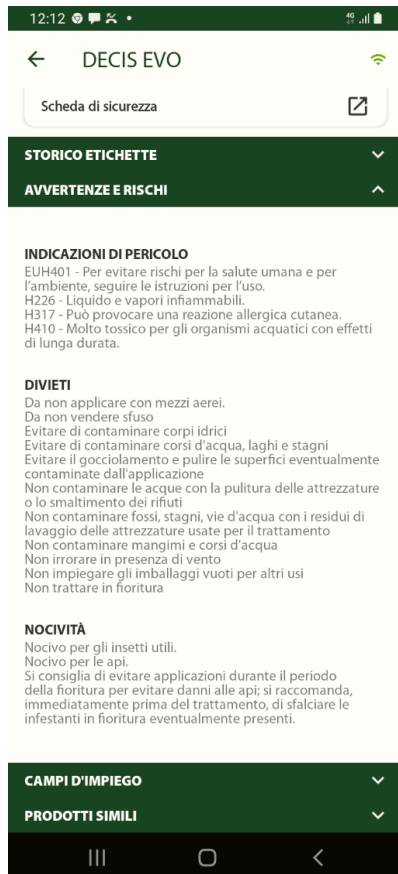 12:12
4G
DECIS EVO
Scheda di sicurezza
STORICO ETICHETTE
AVVERTENZE E RISCHI
INDICAZIONI DI PERICOLO
EUH401 - Per evitare rischi per la salute umana e per
l'ambiente, seguire le istruzioni per l'uso.
H226 - Liquido e vapori infiammabili.
H317 - Può provocare una reazione allergica cutanea.
H410 - Molto tossico per gli organismi acquatici con effetti
di lunga durata.
DIVIETI
Da non applicare con mezzi aerei.
Da non vendere sfuso
Evitare di contaminare corpi idrici
Evitare di contaminare corsi d'acqua, laghi e stagni
Evitare il gocciolamento e pulire le superfici eventualmente
contaminate dall'applicazione
Non contaminare le acque con la pulitura delle attrezzature
o lo smaltimento dei rifiuti
Non contaminare fossi, stagni, vie d'acqua con i residui di
lavaggio delle attrezzature usate per il trattamento
Non contaminare mangimi e corsi d'acqua
Non irrorare in presenza di vento
Non impiegare gli imballaggi vuoti per altri usi
Non trattare in fioritura
NOCIVITÀ
Nocivo per gli insetti utili.
Nocivo per le api.
Si consiglia di evitare applicazioni durante il periodo
della fioritura per evitare danni alle api; si raccomanda,
immediatamente prima del trattamento, di sfalciare le
infestanti in fioritura eventualmente presenti.
CAMPI D'IMPIEGO
PRODOTTI SIMILI